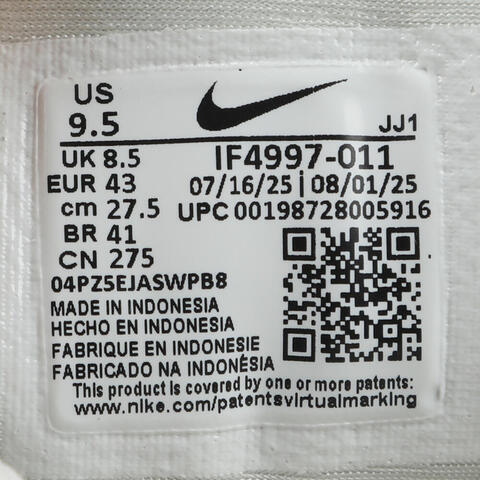 US
9.5
JJ1
UK 8.5
IF4997-011
EUR 43
07/16/25 | 08/01/25
cm 27.5
UPC 00198728005916
BR 41
CN 275
04PZ5EJASWPB8
MADE IN INDONESIA
HECHO EN INDONESIA
FABRIQUE EN INDONESIE
FABRICADO NA INDONÉSIA
This product is covered by one or more patents:
www.nike.com/patentsvirtualmarking